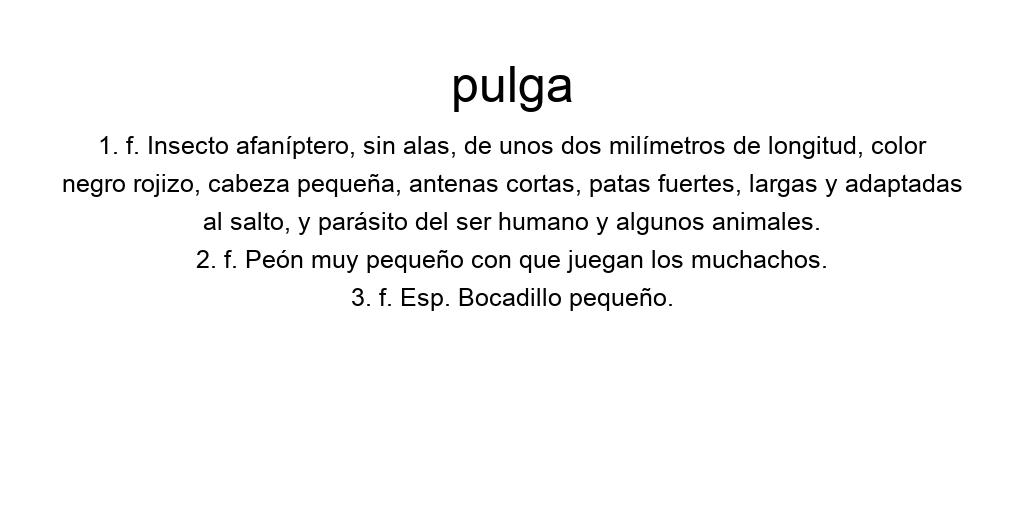 pulga
1. f. Insecto afaníptero, sin alas, de unos dos milímetros de longitud, color
negro rojizo, cabeza pequeña, antenas cortas, patas fuertes, largas y adaptadas
al salto, y parásito del ser humano y algunos animales.
2. f. Peón muy pequeño con que juegan los muchachos.
3. f. Esp. Bocadillo pequeño.